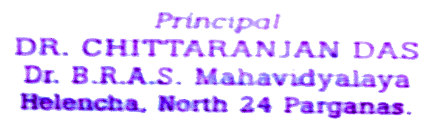 Principal
DR. CHITTARANJAN DAS
Dr. B.R.A.S. Mahavidyalaya
Helencha, North 24 Parganas.